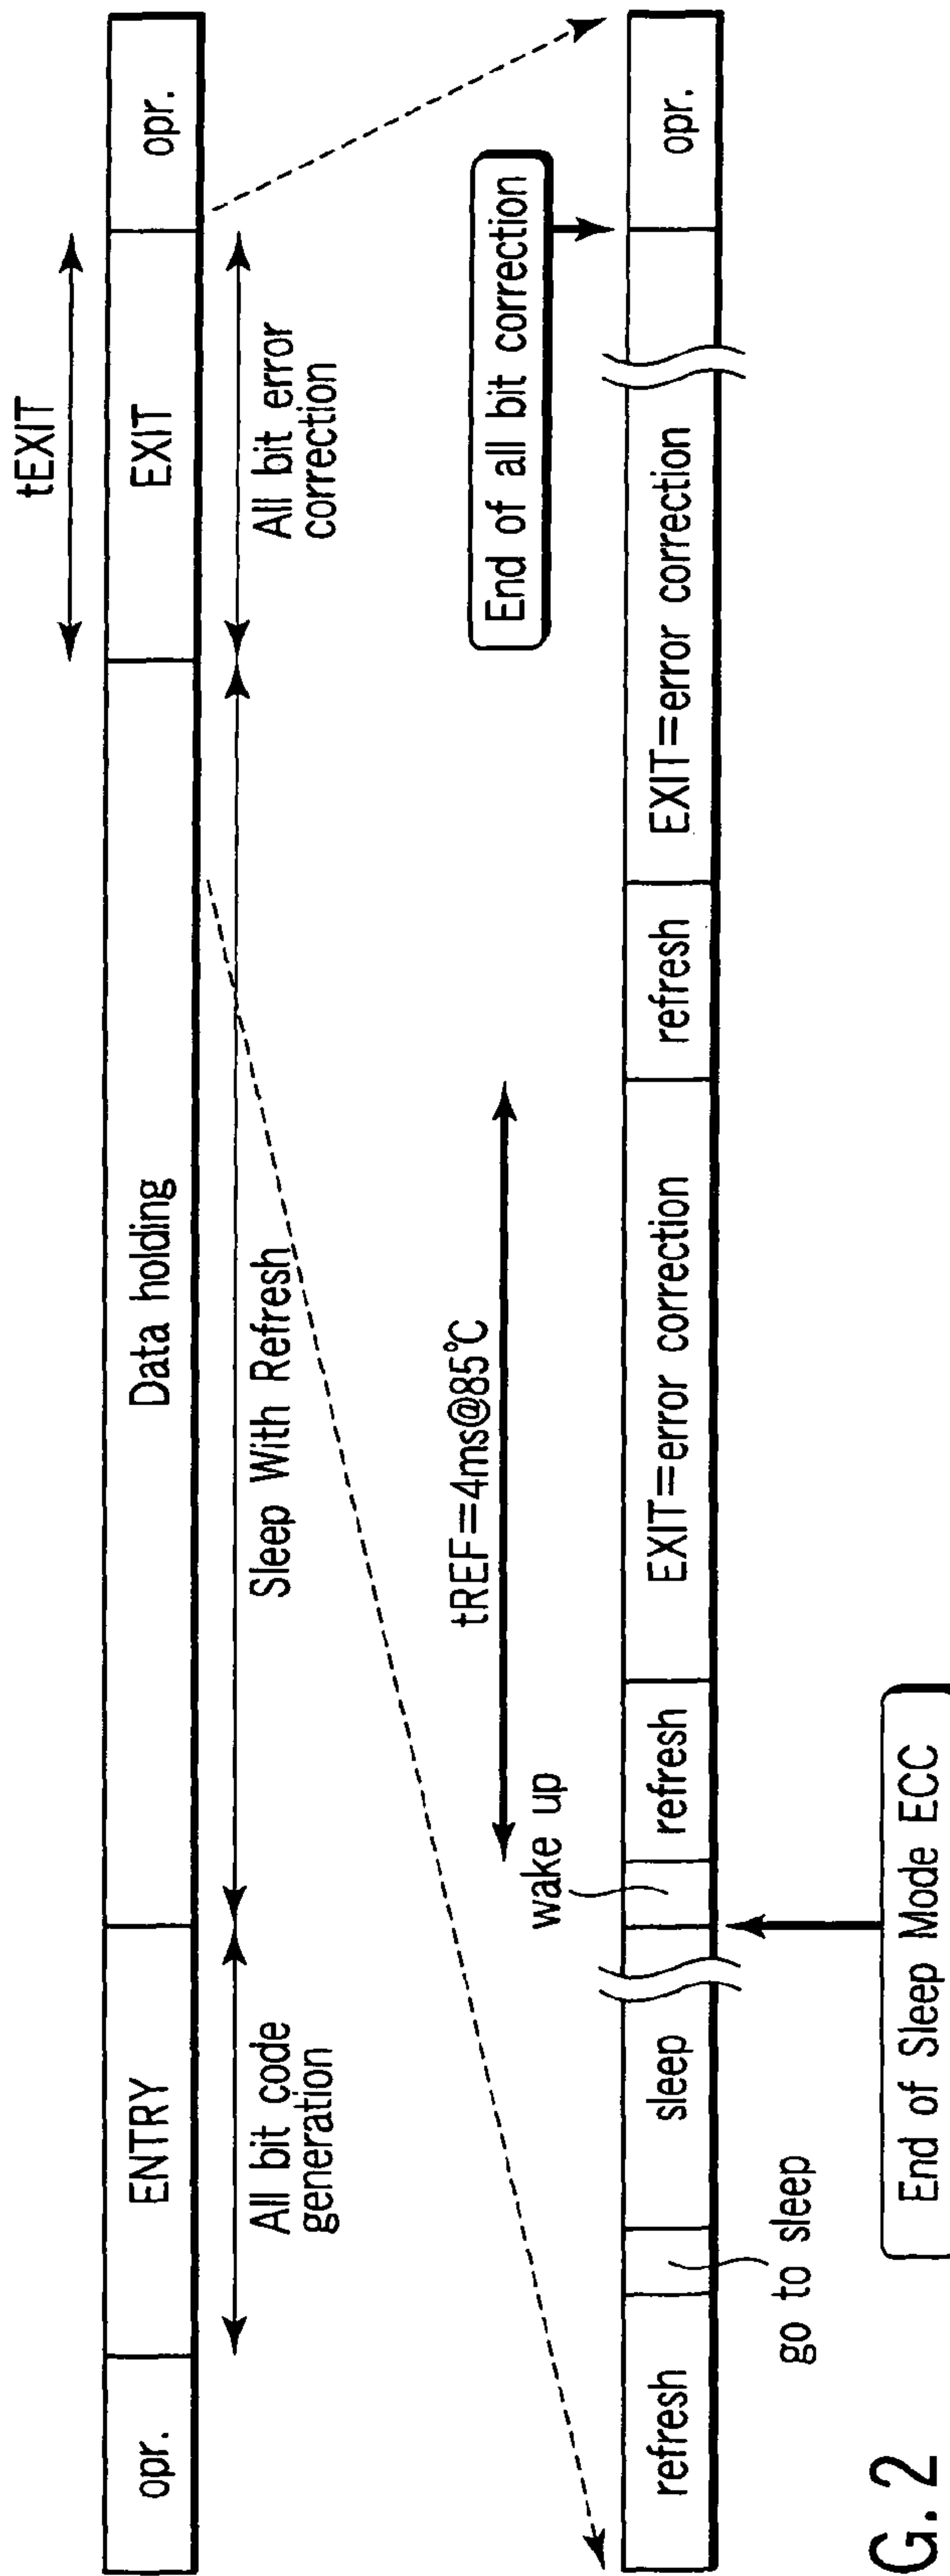 tEXIT
opr.
ENTRY
Data holding
EXIT
opr.
All bit code
generation
Sleep With Refresh
All bit error
correction
End of all bit correction
tREF=4ms@85°C
wake up
refresh
sleep
refresh
EXIT=error correction
refresh
EXIT=error correction
opr.
go to sleep
End of Sleep Mode ECC
G. 2